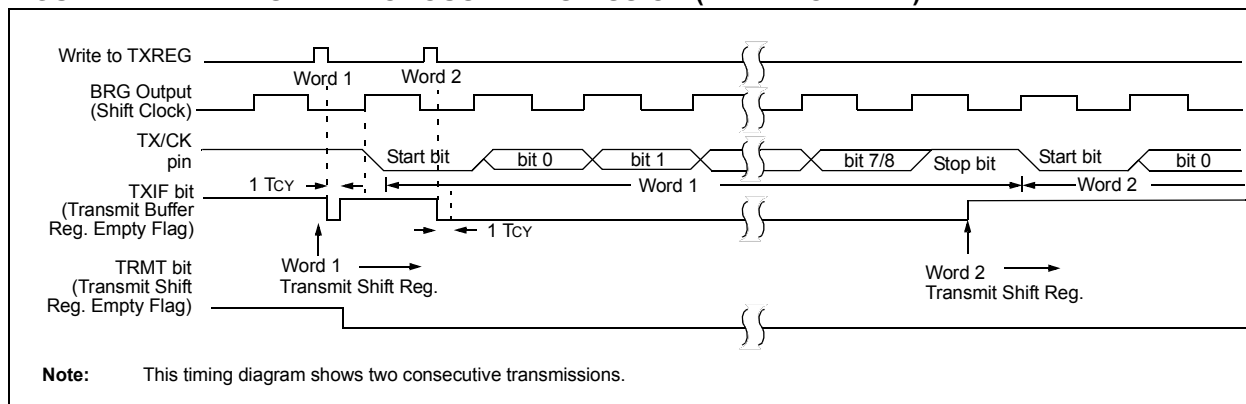 Write to TXREG
Word 1
Word 2
BRG Output
(Shift Clock)
TX/CK
pin
Start bit
bit 0
bit 1
bit 7/8
Stop bit
Start bit
bit 0
Word 1
Word 2
1 TCY
TXIF bit
(Transmit Buffer
Reg. Empty Flag)
1 TCY
Word 1
Transmit Shift Reg.
Word 2
Transmit Shift Reg.
TRMT bit
(Transmit Shift
Reg. Empty Flag)
Note: This timing diagram shows two consecutive transmissions.